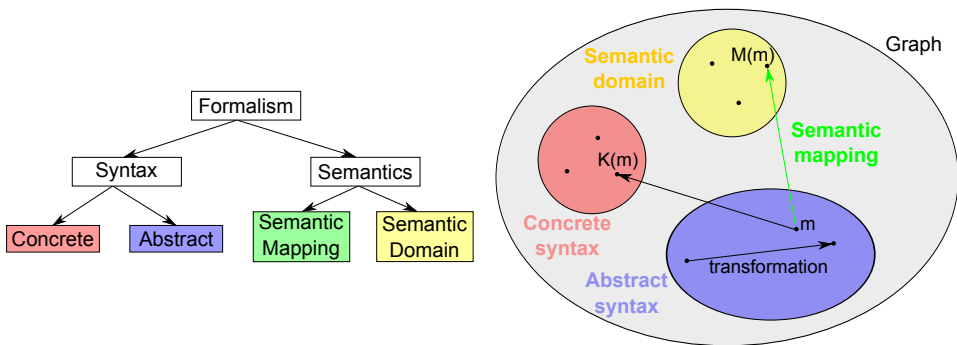 Formalism
Syntax
Semantics
Concrete
Abstract
Semantic
Mapping
Semantic
Domain
Graph
Semantic
domain
M(m)
Semantic
mapping
K(m)
Concrete
syntax
m
transformation
Abstract
syntax